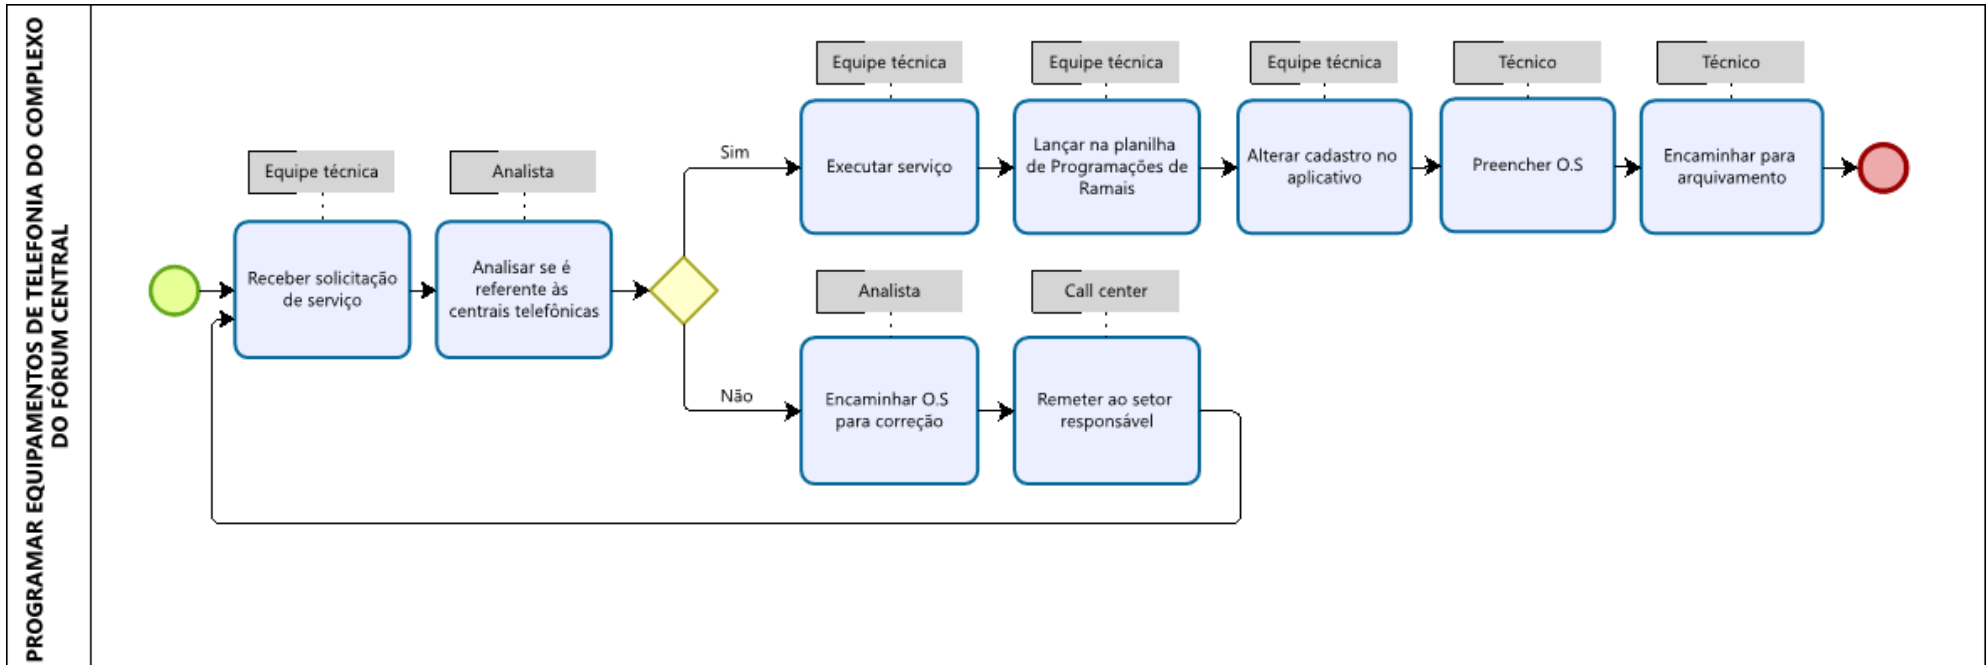 PROGRAMAR EQUIPAMENTOS DE TELEFONIA DO COMPLEXO
DO FÓRUM CENTRAL
Equipe técnica
Receber solicitação
de serviço
Analista
Analisar se é
referente às
centrais telefônicas
Sim
Equipe técnica
Executar serviço
Equipe técnica
Lançar na planilha
de Programações de
Ramais
Equipe técnica
Alterar cadastro no
aplicativo
Técnico
Preencher O.S
Técnico
Encaminhar para
arquivamento
Não
Analista
Encaminhar O.S
para correção
Call center
Remeter ao setor
responsável